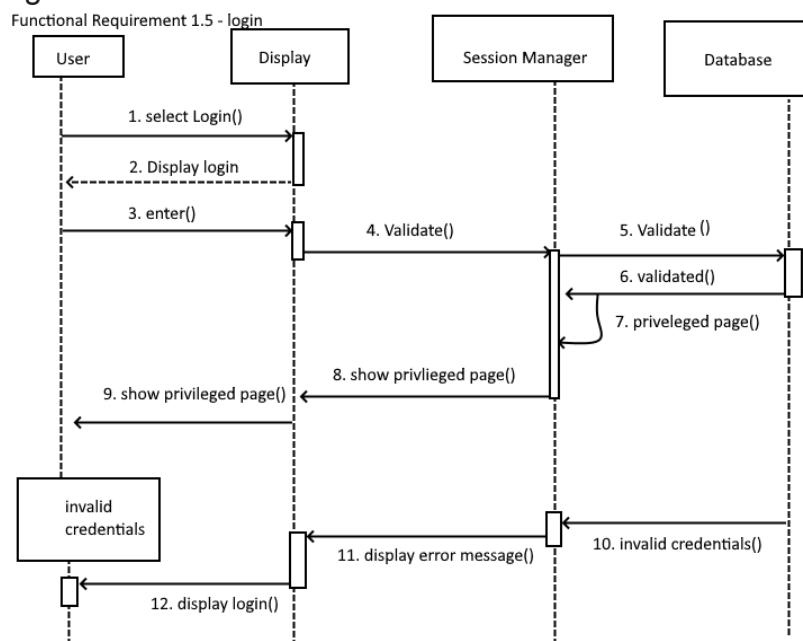 Functional Requirement 1.5 - login
User
Display
Session Manager
Database
1. select Login()
2. Display login
3. enter()
4. Validate()
5. Validate ()
6. validated()
7. priveleged page()
8. show privlieged page()
9. show privileged page()
invalid
credentials
10. invalid credentials()
11. display error message()
12. display login()